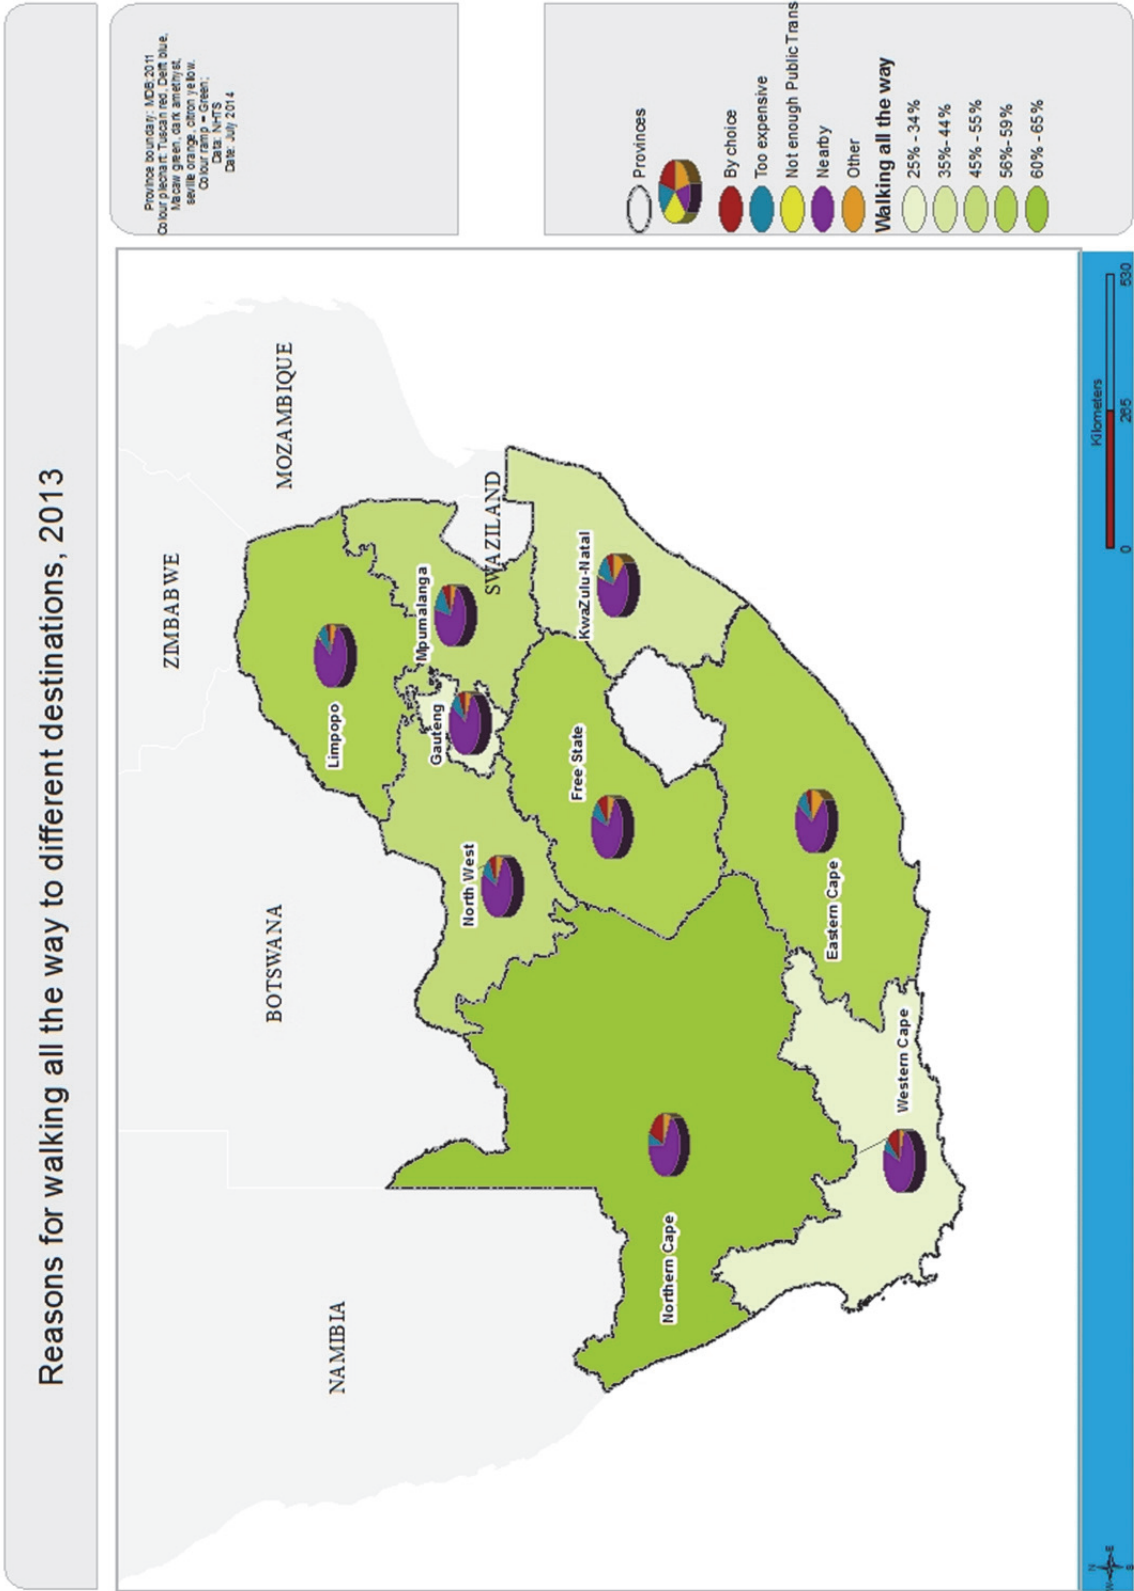 Reasons for walking all the way to different destinations, 2013
Province boundary: MDB:2011
Colour piechart: Tuscan red, Delft blue,
Macaw green, dark amethyst,
seville orange, citron yellow.
Colour ramp = Green;
Data: NHTS
Date: July 2014
ZIMBABWE
MOZAMBIQUE
BOTSWANA
NAMIBIA
SWAZILAND
Limpopo
Mpumalanga
Gauteng
North West
Free State
KwaZulu-Natal
Northern Cape
Eastern Cape
Western Cape
Provinces
By choice
Too expensive
Not enough Public Trans
Nearby
Other
Walking all the way
25% - 34%
35%- 44%
45% - 55%
56%- 59%
60% - 65%
N
W
E
S
Kilometers
0
265
530